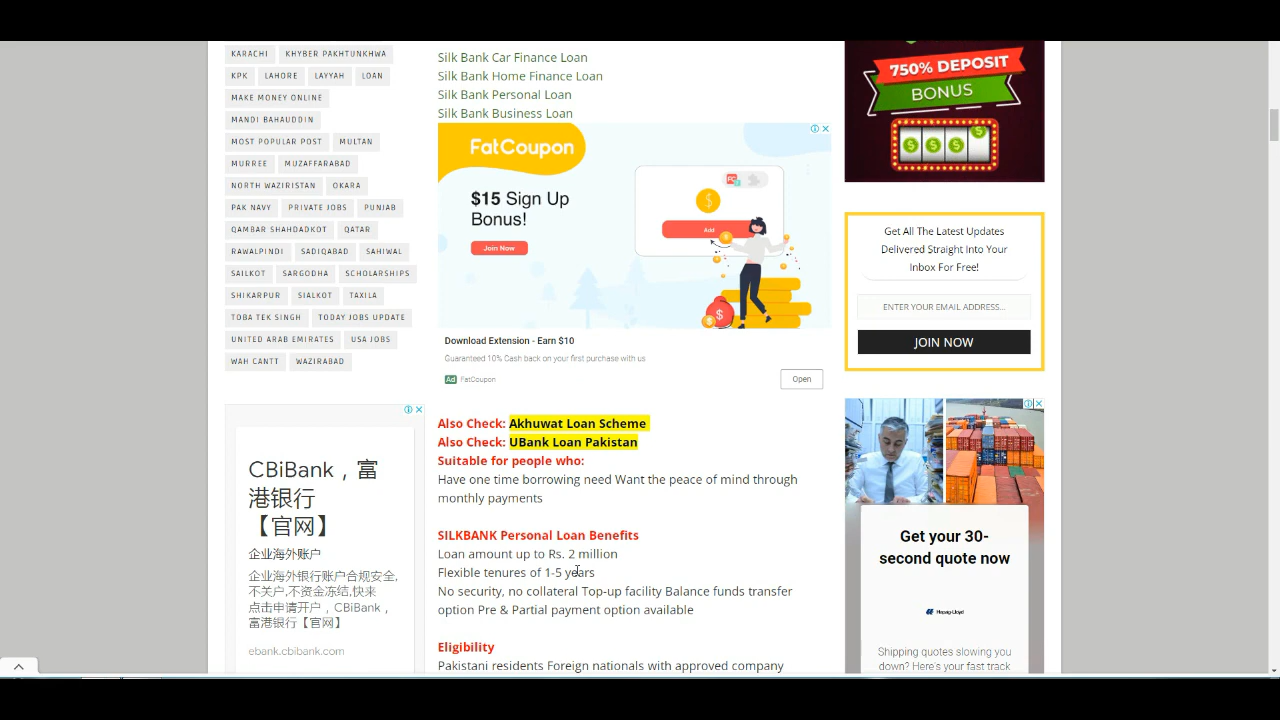 KARACHI
KHYBER PAKHTUNKHWA
KPK
LAHORE
LAYYAH
LOAN
MAKE MONEY ONLINE
MANDI BAHAUDDIN
MOST POPULAR POST
MULTAN
MURREE
MUZAFFARABAD
NORTH WAZIRISTAN
OKARA
PAK NAVY
PRIVATE JOBS
PUNJAB
QAMBAR SHAHDADKOT
QATAR
RAWALPINDI
SADIQABAD
SAHIWAL
SAILKOT
SARGODHA
SCHOLARSHIPS
SHIKARPUR
SIALKOT
TAXILA
TOBA TEK SINGH
TODAY JOBS UPDATE
UNITED ARAB EMIRATES
USA JOBS
WAH CANTT
WAZIRABAD
CBiBank，富
港银行
【官网】
企业海外账户
企业海外银行账户合规安全,
不关户,不资金冻结,快来
点击申请开户，CBiBank，
富港银行【官网】
ebank.cbibank.com
Silk Bank Car Finance Loan
Silk Bank Home Finance Loan
Silk Bank Personal Loan
Silk Bank Business Loan
FatCoupon
$15 Sign Up
Bonus!
Join Now
Add
Download Extension - Earn $10
Guaranteed 10% Cash back on your first purchase with us
Ad FatCoupon
Open
Also Check: Akhuwat Loan Scheme
Also Check: UBank Loan Pakistan
Suitable for people who:
Have one time borrowing need Want the peace of mind through
monthly payments
SILKBANK Personal Loan Benefits
Loan amount up to Rs. 2 million
Flexible tenures of 1-5 years
No security, no collateral Top-up facility Balance funds transfer
option Pre & Partial payment option available
Eligibility
Pakistani residents Foreign nationals with approved company
750% DEPOSIT
BONUS
Get All The Latest Updates
Delivered Straight Into Your
Inbox For Free!
ENTER YOUR EMAIL ADDRESS...
JOIN NOW
Get your 30-
second quote now
Hapag-Lloyd
Shipping quotes slowing you
down? Here's your fast track